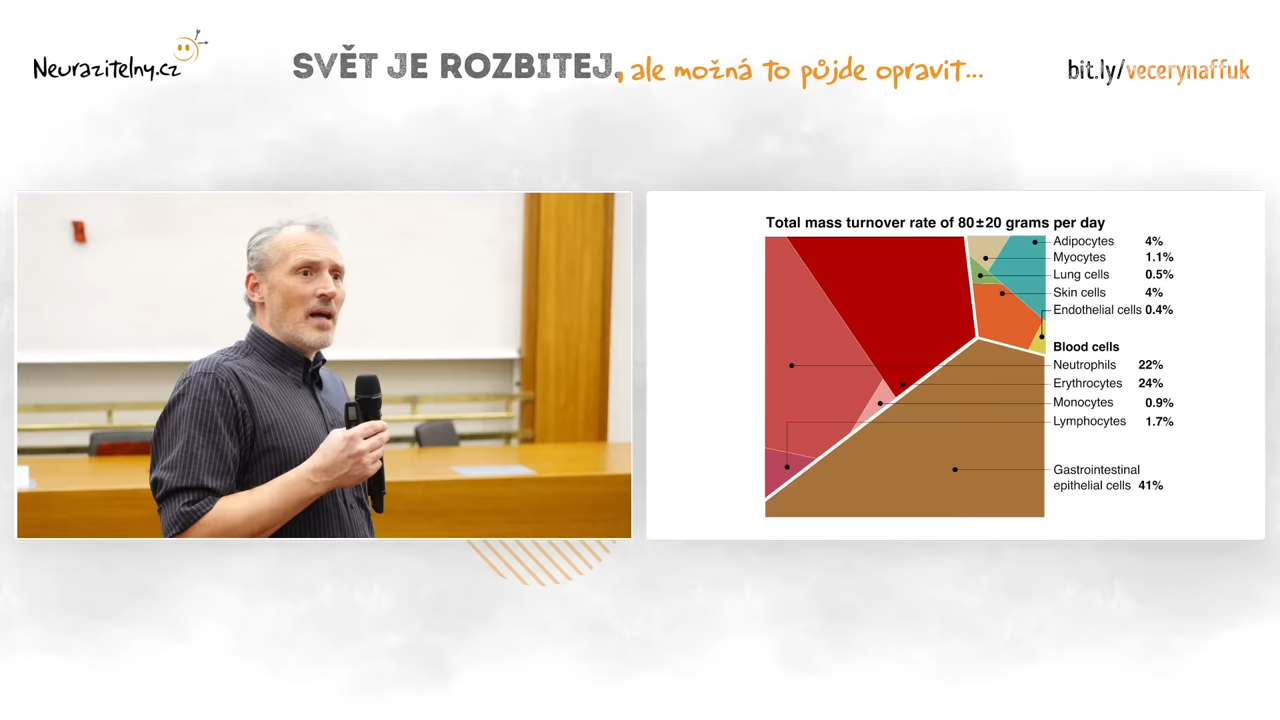 Neurazitelny.cz
SVĚT JE ROZBITEJ, ale možná to půjde opravit...
bit.ly/vecerynaffuk
Total mass turnover rate of 80±20 grams per day
Adipocytes 4%
Myocytes 1.1%
Lung cells 0.5%
Skin cells 4%
Endothelial cells 0.4%
Blood cells
Neutrophils 22%
Erythrocytes 24%
Monocytes 0.9%
Lymphocytes 1.7%
Gastrointestinal
epithelial cells 41%